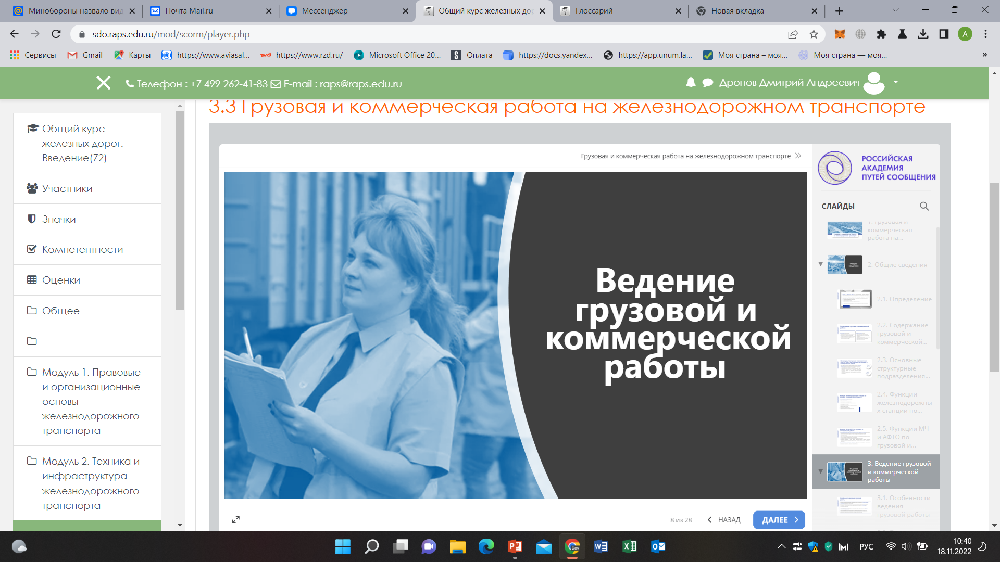 Минобороны назвало вид
Почта Mail.ru
Мессенджер
Общий курс железных дор
Глоссарий
Новая вкладка
sdo.raps.edu.ru/mod/scorm/player.php
A
Сервисы
Gmail
Карты
https://www.aviasal...
https://www.rzd.ru/
Microsoft Office 20...
Оплата
https://docs.yandex...
https://app.unum.la...
Моя страна – моя...
Моя страна — моя...
»
Телефон : +7 499 262-41-83 E-mail : raps@raps.edu.ru
Дронов Дмитрий Андреевич
3.3 Грузовая и коммерческая работа на железнодорожном транспорте
Общий курс
железных дорог.
Введение(72)
Участники
Значки
Компетентности
Оценки
Общее
Модуль 1. Правовые
и организационные
основы
железнодорожного
транспорта
Модуль 2. Техника и
инфраструктура
железнодорожного
транспорта
Грузовая и коммерческая работа на железнодорожном транспорте
Ведение
грузовой и
коммерческой
работы
8 из 28
НАЗАД
ДАЛЕЕ
РОССИЙСКАЯ
АКАДЕМИЯ
ПУТЕЙ СООБЩЕНИЯ
СЛАЙДЫ
1. Грузовая и
коммерческая
работа на...
2. Общие сведения
2.1. Определение
2.2. Содержание
грузовой и
коммерческой...
2.3. Основные
структурные
подразделения...
2.4. Функции
железнодорожны
х станции по...
2.5. Функции МЧ
и АФТО по
грузовой и...
3. Ведение грузовой
и коммерческой
работы
3.1. Особенности
ведения
грузовой работы
Dev
РУС
10:40
18.11.2022